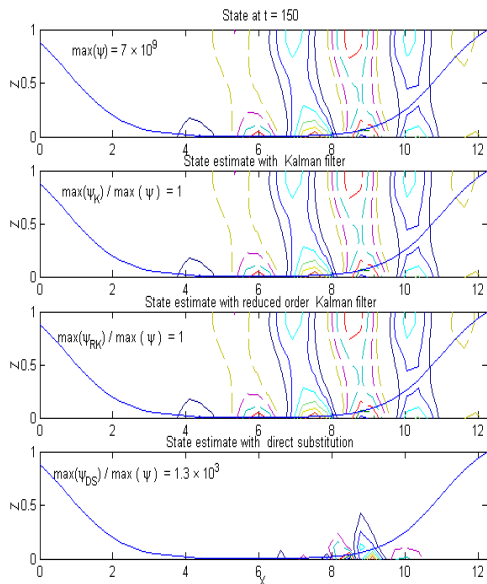 State at t = 150
max(ψ) = 7 × 10⁹
Z
1
0.5
0
0 2 4 6 8 10 12
State estimate with Kalman filter
max(ψ_K) / max ( ψ) = 1
Z
1
0.5
0
0 2 4 6 8 10 12
State estimate with reduced order Kalman filter
max(ψ_RK) / max ( ψ) = 1
Z
1
0.5
0
0 2 4 6 8 10 12
State estimate with direct substitution
max(ψ_DS) / max ( ψ) = 1.3 × 10³
Z
1
0.5
0
0 2 4 6 8 10 12